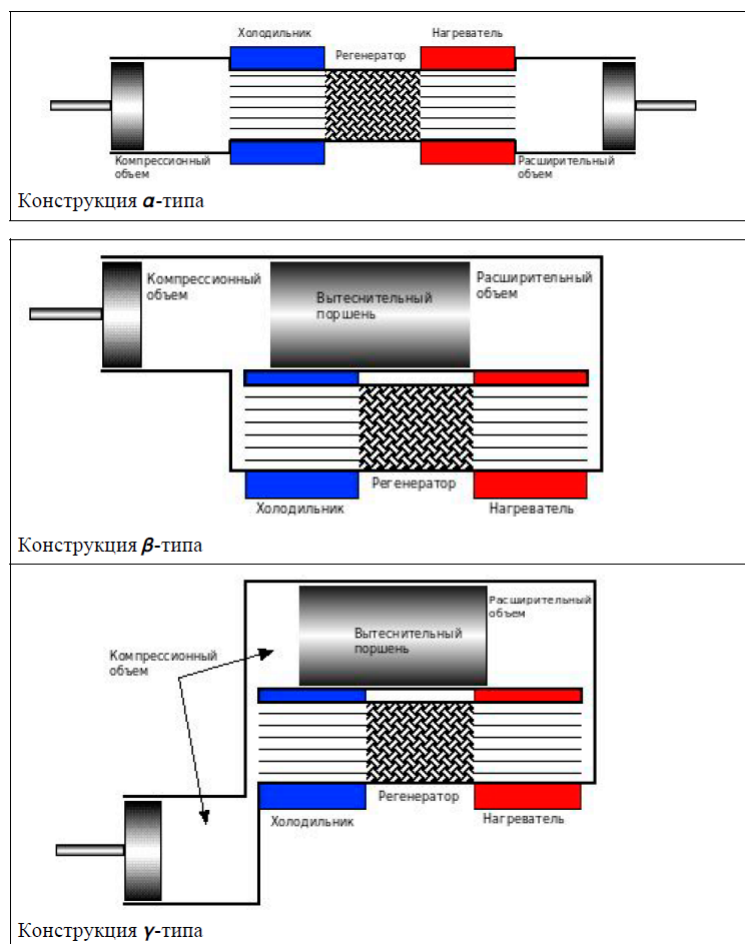 Холодильник
Нагреватель
Регенератор
Компрессионный
объем
Расширительный
объем
Конструкция α-типа
Компрессионный
объем
Вытеснительный
поршень
Расширительный
объем
Регенератор
Холодильник
Нагреватель
Конструкция β-типа
Расширительный
объем
Вытеснительный
поршень
Компрессионный
объем
Регенератор
Холодильник
Нагреватель
Конструкция γ-типа